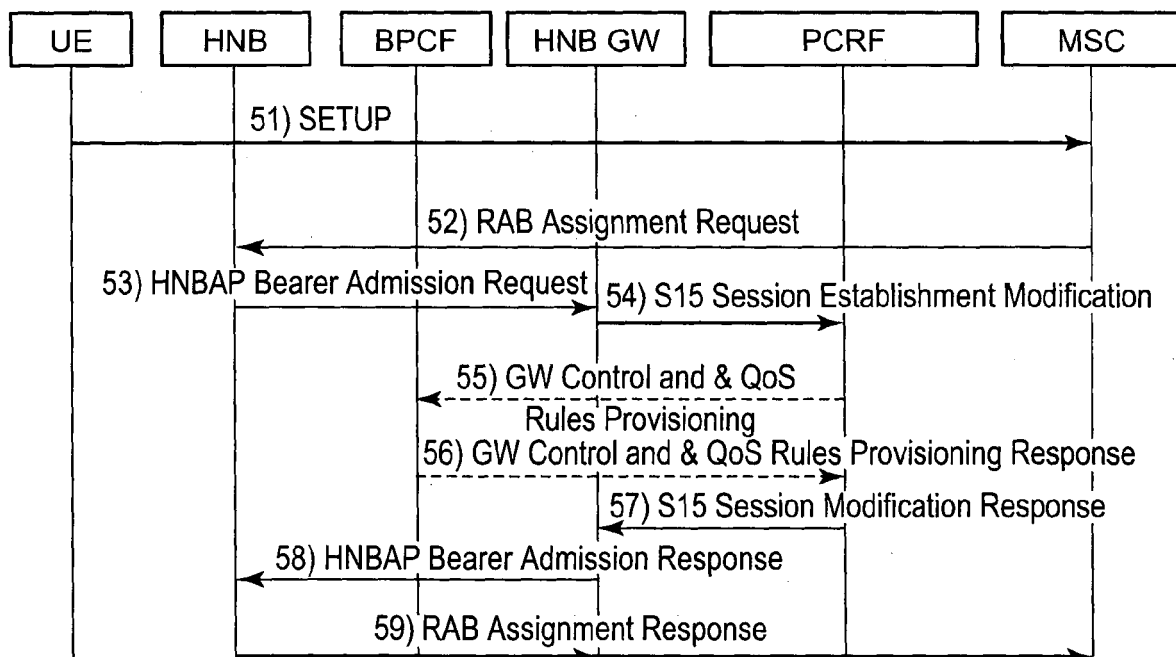 UE HNB BPCF HNB GW PCRF MSC
51) SETUP
52) RAB Assignment Request
53) HNBAP Bearer Admission Request
54) S15 Session Establishment Modification
55) GW Control and & QoS
Rules Provisioning
56) GW Control and & QoS Rules Provisioning Response
57) S15 Session Modification Response
58) HNBAP Bearer Admission Response
59) RAB Assignment Response